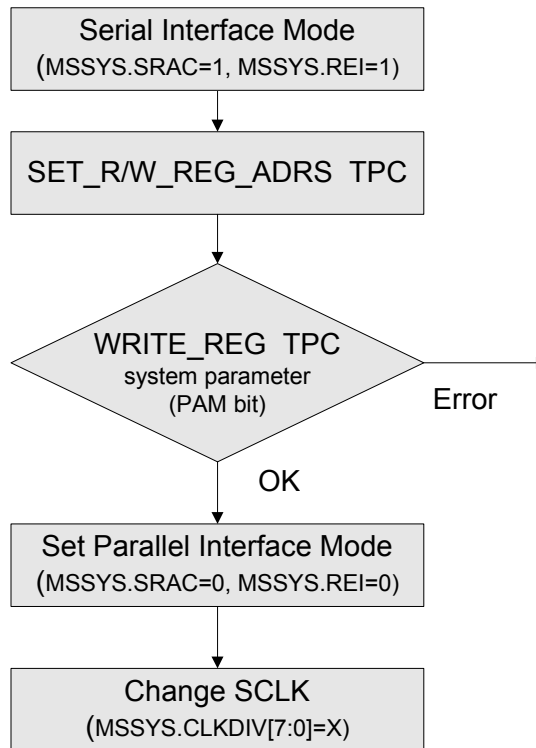 Serial Interface Mode
(MSSYS.SRAC=1, MSSYS.REI=1)
SET_R/W_REG_ADRS TPC
WRITE_REG TPC
system parameter
(PAM bit)
Error
OK
Set Parallel Interface Mode
(MSSYS.SRAC=0, MSSYS.REI=0)
Change SCLK
(MSSYS.CLKDIV[7:0]=X)